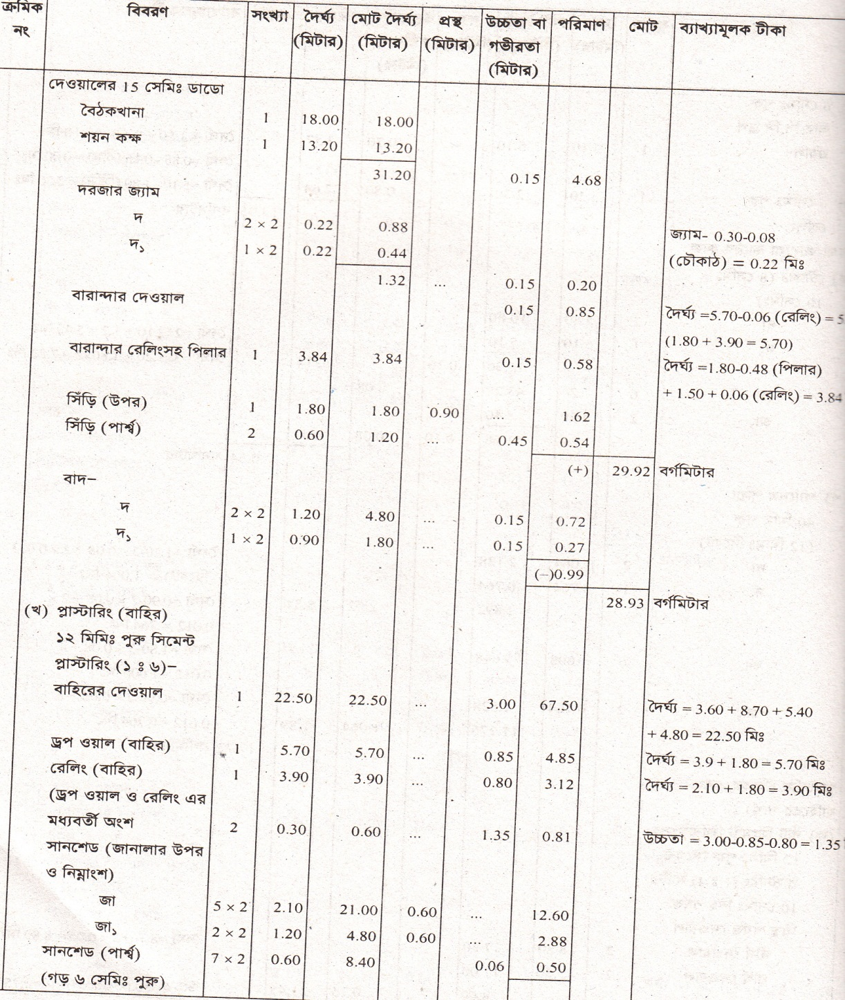 ক্রমিক নং | বিবরণ | সংখ্যা | দৈর্ঘ্য (মিটার) | মোট দৈর্ঘ্য (মিটার) | প্রস্থ (মিটার) | উচ্চতা বা গভীরতা (মিটার) | পরিমাণ | মোট | ব্যাখ্যামূলক টীকা
দেওয়ালের 15 সেমিঃ ডাডো
বৈঠকখানা 1 18.00 18.00
শয়ন কক্ষ 1 13.20 13.20
31.20 0.15 4.68
দরজার জ্যাম
দ 2 × 2 0.22 0.88 জ্যাম- 0.30-0.08
দ১ 1 × 2 0.22 0.44 (চৌকাঠ) = 0.22 মিঃ
1.32 ... 0.15 0.20
বারান্দার দেওয়াল 0.15 0.85 দৈর্ঘ্য =5.70-0.06 (রেলিং) = 5
(1.80 + 3.90 = 5.70)
বারান্দার রেলিংসহ পিলার 1 3.84 3.84 0.15 0.58 দৈর্ঘ্য =1.80-0.48 (পিলার)
+ 1.50 + 0.06 (রেলিং) = 3.84
সিঁড়ি (উপর) 1 1.80 1.80 0.90 ... 1.62
সিঁড়ি (পার্শ্ব) 2 0.60 1.20 ... 0.45 0.54
(+) 29.92 বর্গমিটার
বাদ–
দ 2 × 2 1.20 4.80 ... 0.15 0.72
দ১ 1 × 2 0.90 1.80 ... 0.15 0.27
(–)0.99
28.93 বর্গমিটার
(খ) প্লাস্টারিং (বাহির)
১২ মিমিঃ পুরু সিমেন্ট
প্লাস্টারিং (১ ঃ ৬)–
বাহিরের দেওয়াল 1 22.50 22.50 ... 3.00 67.50 দৈর্ঘ্য = 3.60 + 8.70 + 5.40
+ 4.80 = 22.50 মিঃ
ড্রপ ওয়াল (বাহির) 1 5.70 5.70 ... 0.85 4.85 দৈর্ঘ্য = 3.9 + 1.80 = 5.70 মিঃ
রেলিং (বাহির) 1 3.90 3.90 ... 0.80 3.12 দৈর্ঘ্য = 2.10 + 1.80 = 3.90 মিঃ
(ড্রপ ওয়াল ও রেলিং এর
মধ্যবর্তী অংশ 2 0.30 0.60 ... 1.35 0.81 উচ্চতা = 3.00-0.85-0.80 = 1.35
সানশেড (জানালার উপর
ও নিম্নাংশ)
জা 5 × 2 2.10 21.00 0.60 ... 12.60
জা১ 2 × 2 1.20 4.80 0.60 ... 2.88
সানশেড (পার্শ্ব) 7 × 2 0.60 8.40 0.06 0.50
(গড় ৬ সেমিঃ পুরু)